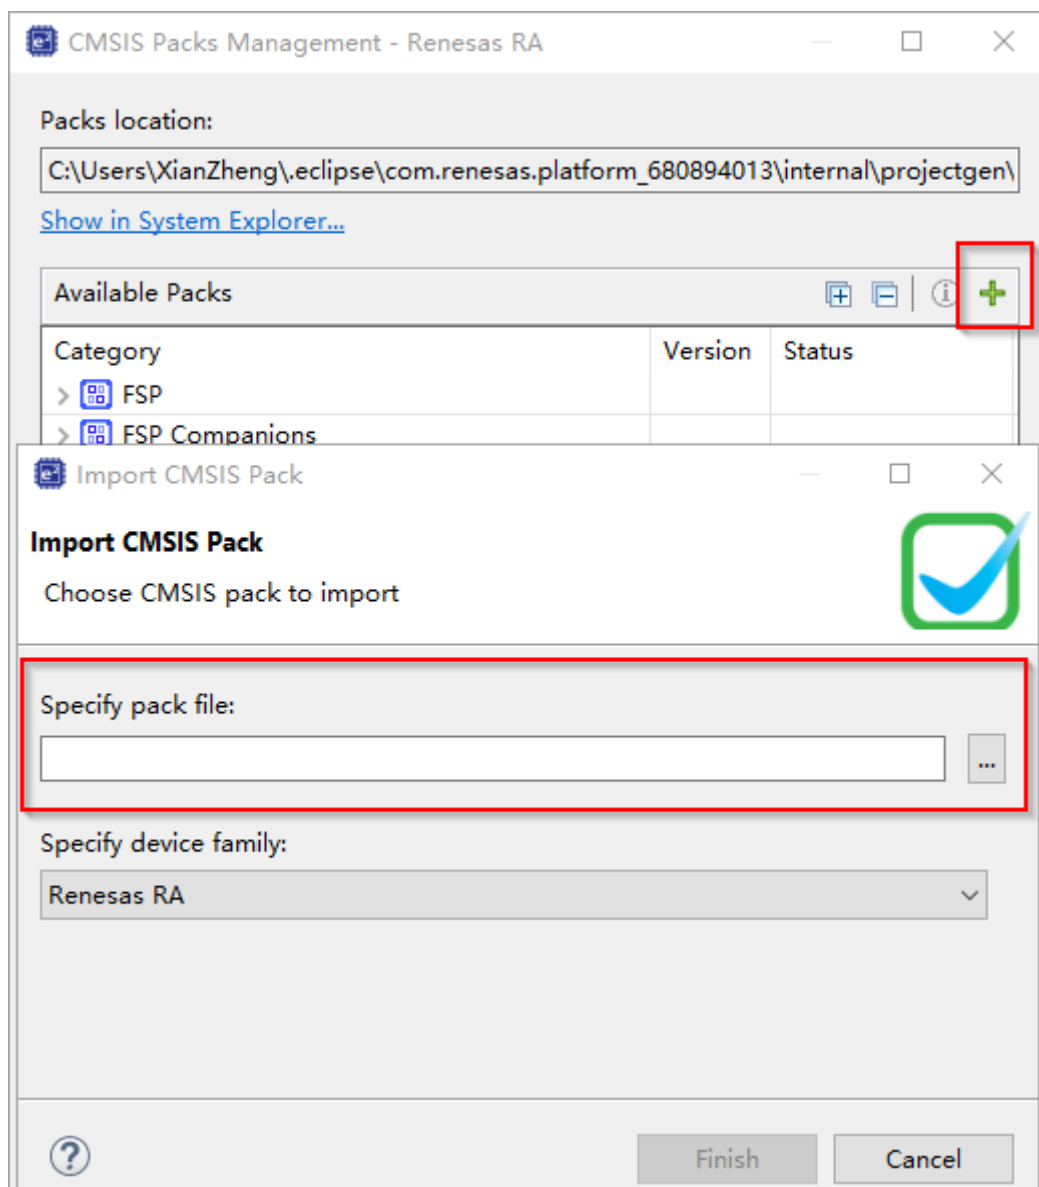 CMSIS Packs Management - Renesas RA
Packs location:
C:\Users\XianZheng\.eclipse\com.renesas.platform_680894013\internal\projectgen\
Show in System Explorer...
Available Packs
Category Version Status
FSP
FSP Companions
Import CMSIS Pack
Import CMSIS Pack
Choose CMSIS pack to import
Specify pack file:
...
Specify device family:
Renesas RA
Finish Cancel